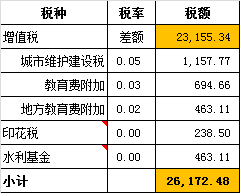 税种 税率 税额
增值税 差额 23,155.34
城市维护建设税 0.05 1,157.77
教育费附加 0.03 694.66
地方教育附加 0.02 463.11
印花税 0.00 238.50
水利基金 0.00 463.11
小计 26,172.48